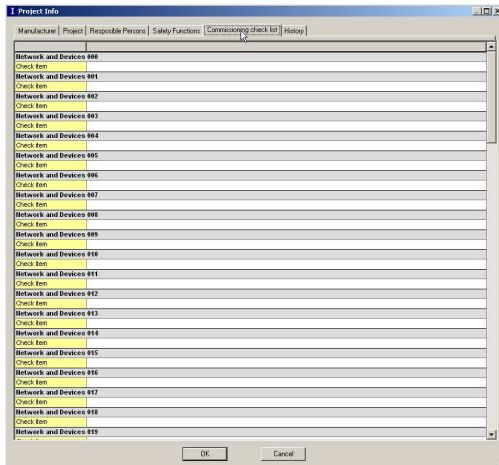 Project Info
Manufacturer Project Resposible Persons Safety Functions Commissioning check list History
Network and Devices 000
Check item
Network and Devices 001
Check item
Network and Devices 002
Check item
Network and Devices 003
Check item
Network and Devices 004
Check item
Network and Devices 005
Check item
Network and Devices 006
Check item
Network and Devices 007
Check item
Network and Devices 008
Check item
Network and Devices 009
Check item
Network and Devices 010
Check item
Network and Devices 011
Check item
Network and Devices 012
Check item
Network and Devices 013
Check item
Network and Devices 014
Check item
Network and Devices 015
Check item
Network and Devices 016
Check item
Network and Devices 017
Check item
Network and Devices 018
Check item
Network and Devices 019
OK Cancel